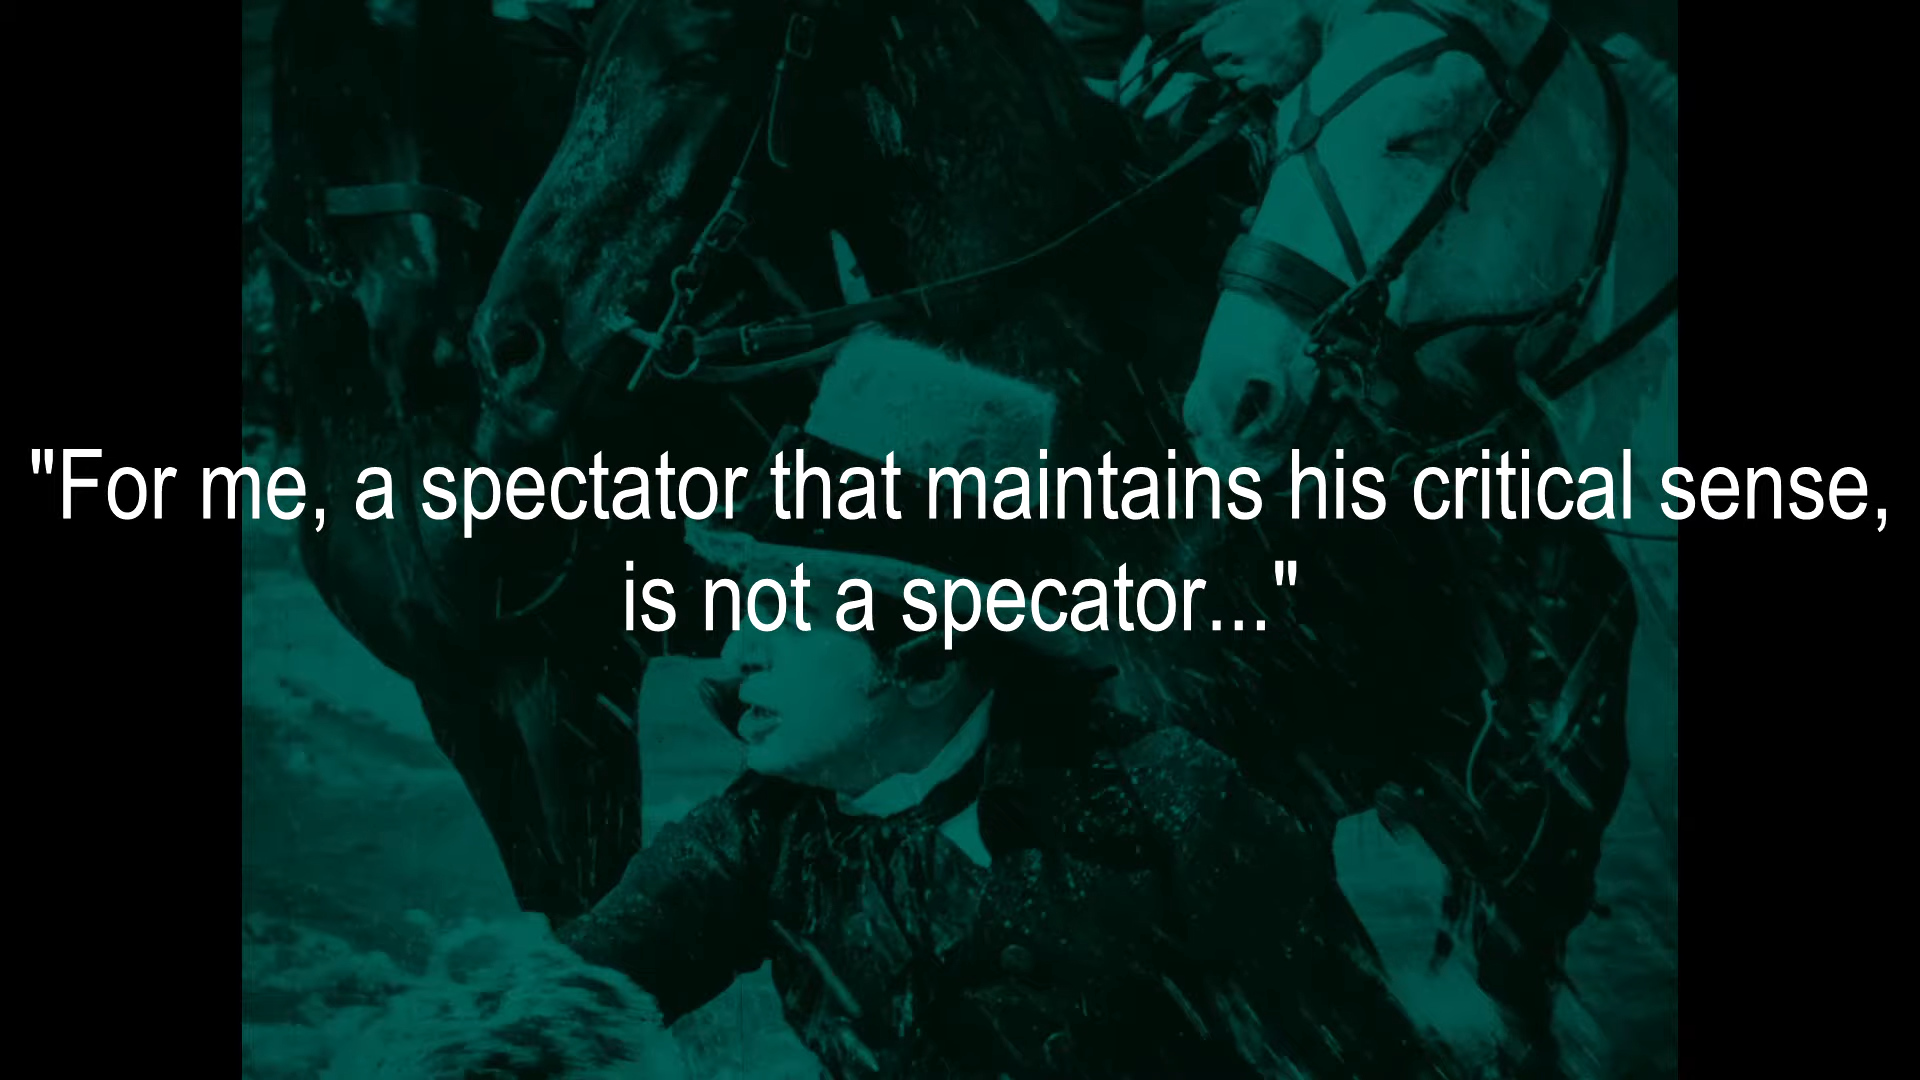 "For me, a spectator that maintains his critical sense,
is not a specator..."